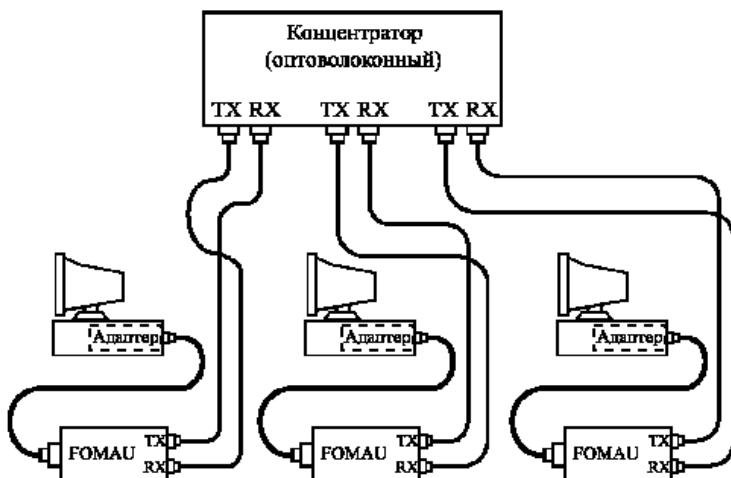 Концентратор
(оптоволоконный)
TX RX TX RX TX RX
Адаптер Адаптер Адаптер
TX TX TX
FOMAU FOMAU FOMAU
RX RX RX